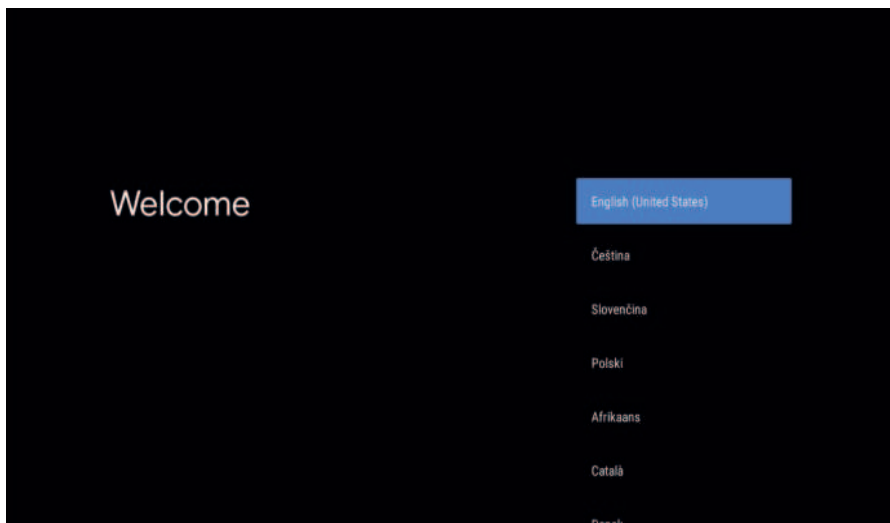 Welcome
English (United States)
Čeština
Slovenčina
Polski
Afrikaans
Català